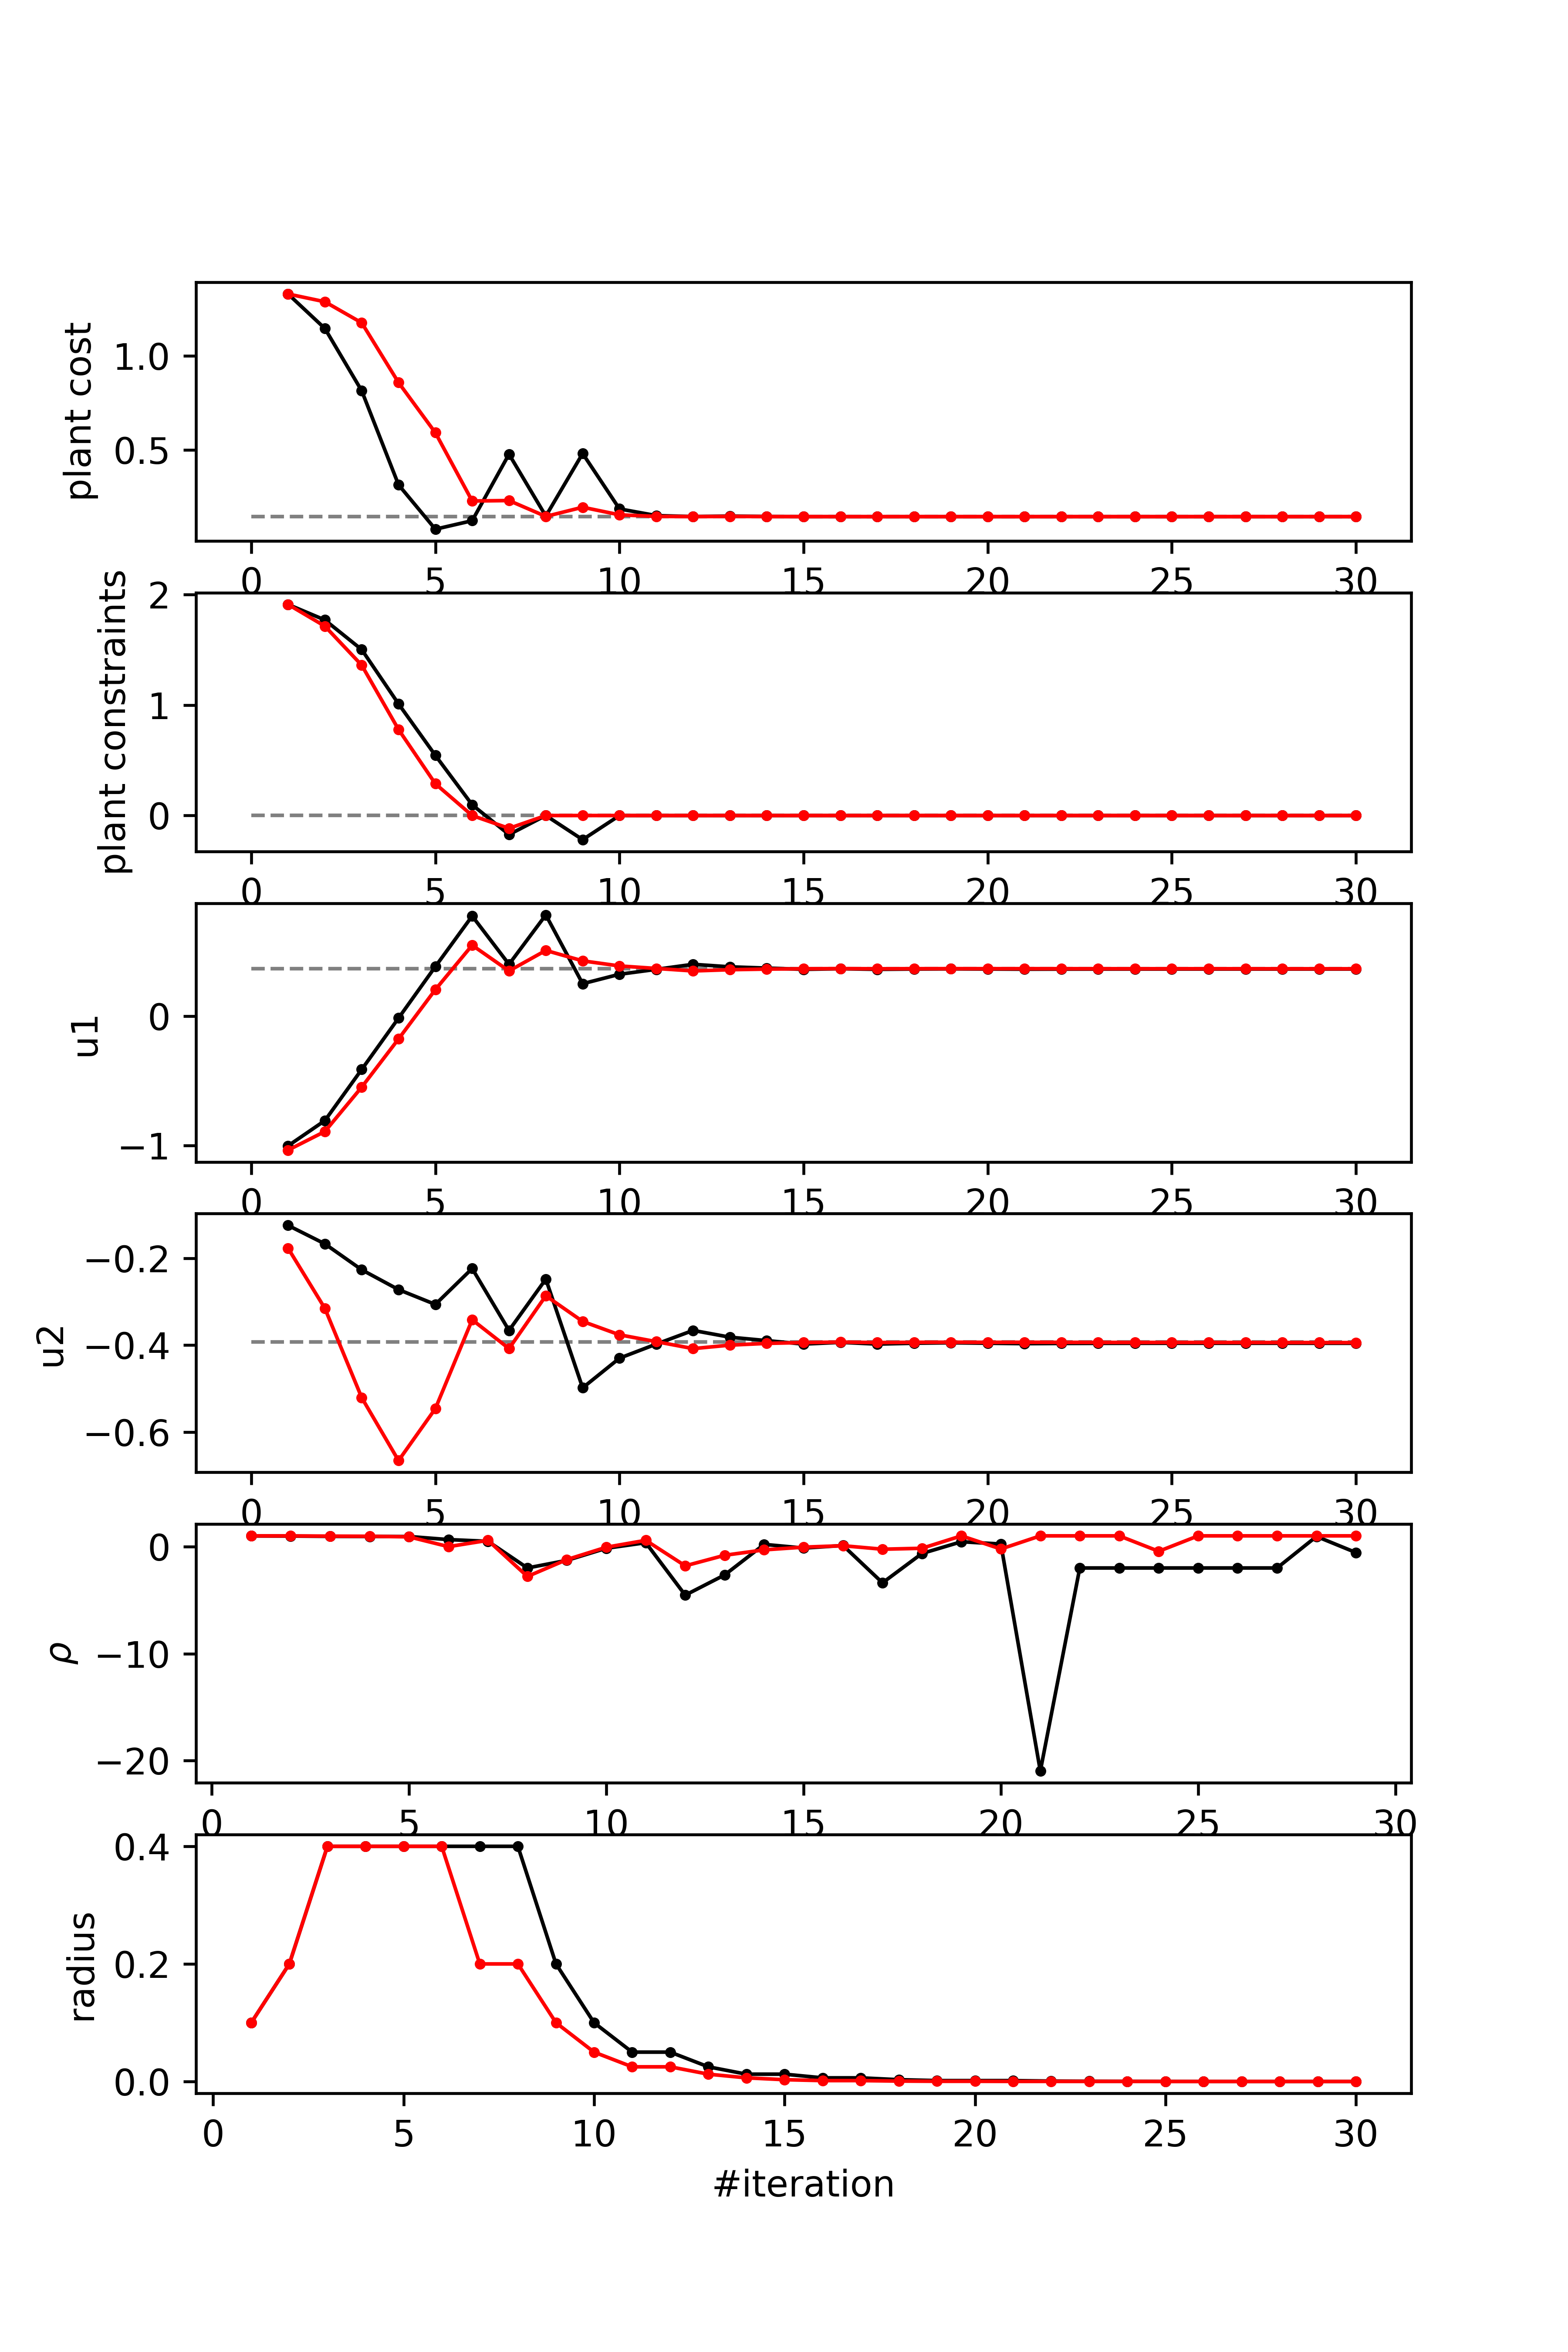 plant cost
1.0
0.5
0 5 10 15 20 25 30
plant constraints
2
1
0
0 5 10 15 20 25 30
u1
0
−1
0 5 10 15 20 25 30
u2
−0.2
−0.4
−0.6
0 5 10 15 20 25 30
ρ
0
−10
−20
0 5 10 15 20 25 30
radius
0.4
0.2
0.0
0 5 10 15 20 25 30
#iteration